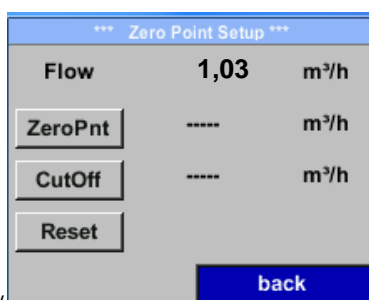 *** Zero Point Setup ***
Flow 1,03 m³/h
ZeroPnt ----- m³/h
CutOff ----- m³/h
Reset
back